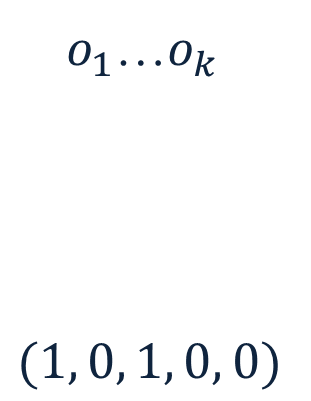 o₁…oₖ
(1, 0, 1, 0, 0)